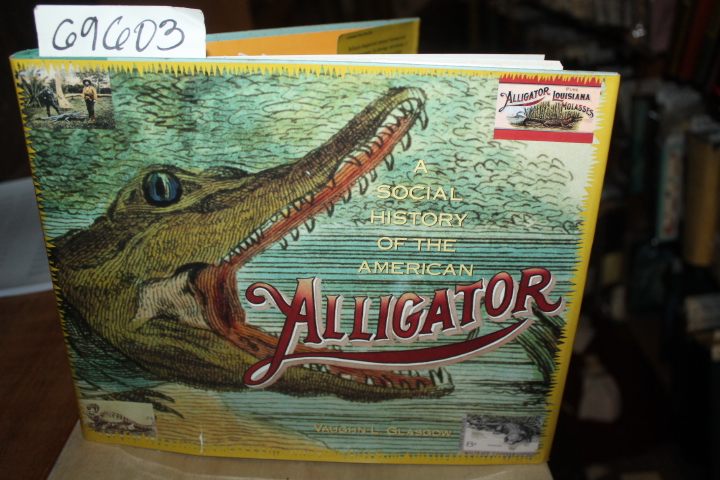 69603
PURE
ALLIGATOR LOUISIANA
MOLASSES
A
SOCIAL
HISTORY
OF THE
AMERICAN
ALLIGATOR
VAUGHN L. GLASGOW